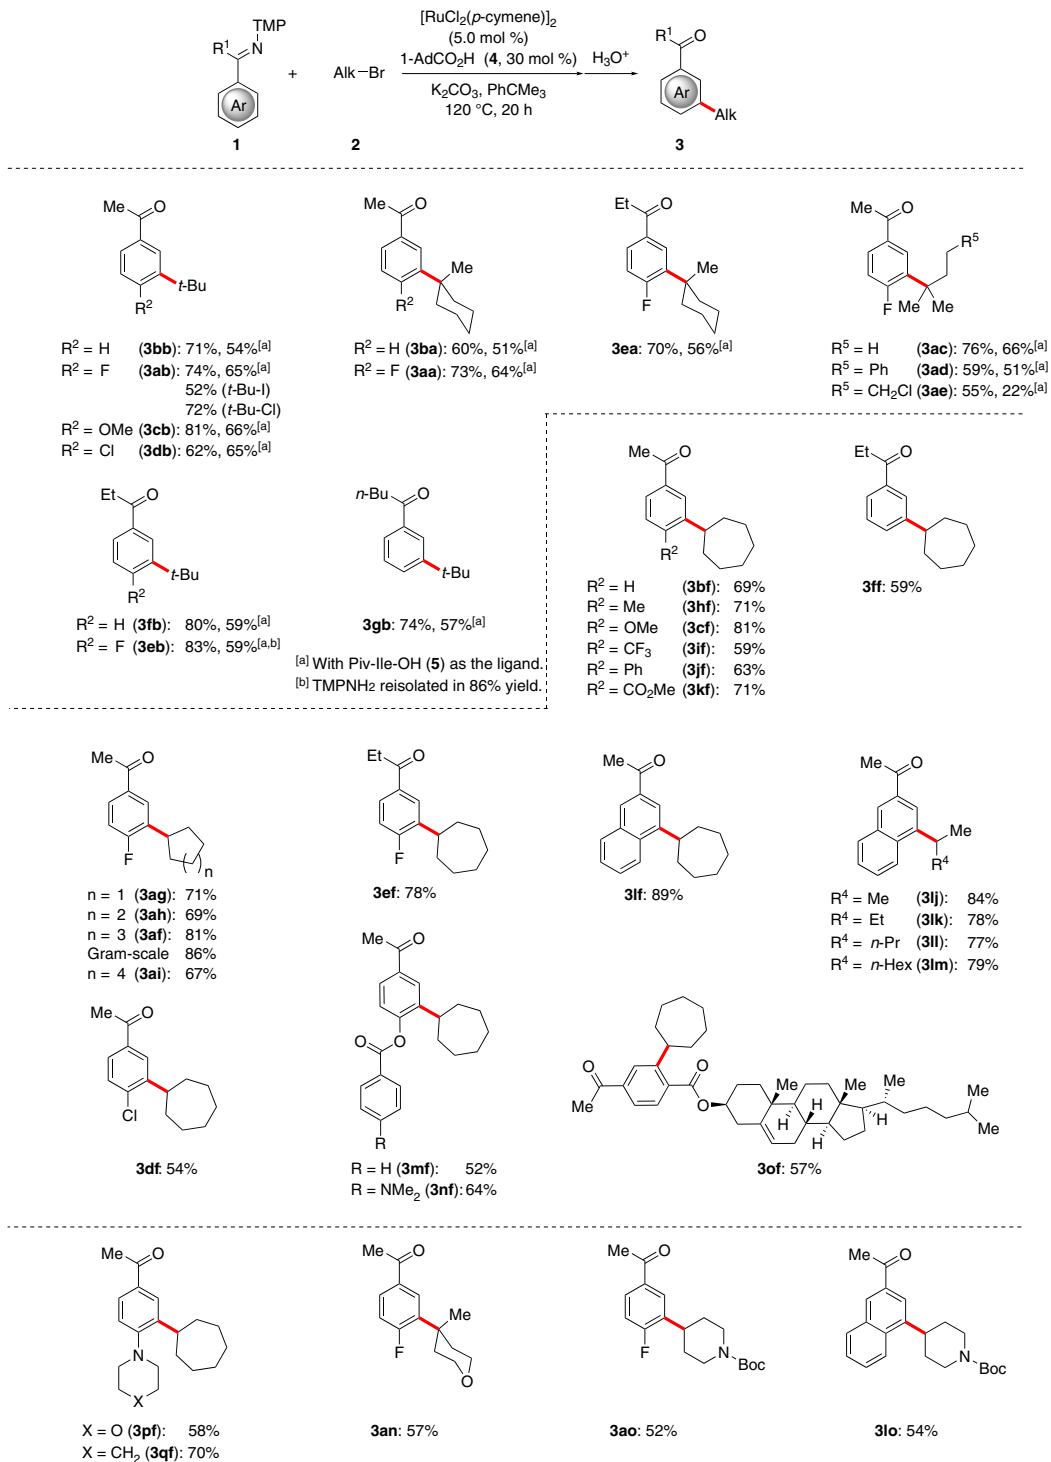 TMP
R¹
N
Ar
1
+
Alk–Br
2
[RuCl₂(p-cymene)]₂
(5.0 mol %)
1-AdCO₂H (4, 30 mol %)
K₂CO₃, PhCMe₃
120 °C, 20 h
H₃O⁺
R¹
O
Ar
Alk
3
Me
O
t-Bu
R²
R² = H (3bb): 71%, 54%[a]
R² = F (3ab): 74%, 65%[a]
52% (t-Bu-I)
72% (t-Bu-Cl)
R² = OMe (3cb): 81%, 66%[a]
R² = Cl (3db): 62%, 65%[a]
Me
O
Me
R²
R² = H (3ba): 60%, 51%[a]
R² = F (3aa): 73%, 64%[a]
Et
O
Me
F
3ea: 70%, 56%[a]
Me
O
R⁵
F
Me Me
R⁵ = H (3ac): 76%, 66%[a]
R⁵ = Ph (3ad): 59%, 51%[a]
R⁵ = CH₂Cl (3ae): 55%, 22%[a]
Et
O
t-Bu
R²
R² = H (3fb): 80%, 59%[a]
R² = F (3eb): 83%, 59%[a,b]
n-Bu
O
t-Bu
3gb: 74%, 57%[a]
[a] With Piv-Ile-OH (5) as the ligand.
[b] TMPNH2 reisolated in 86% yield.
Me
O
R²
R² = H (3bf): 69%
R² = Me (3hf): 71%
R² = OMe (3cf): 81%
R² = CF₃ (3if): 59%
R² = Ph (3jf): 63%
R² = CO₂Me (3kf): 71%
Et
O
3ff: 59%
Me
O
F
n
n = 1 (3ag): 71%
n = 2 (3ah): 69%
n = 3 (3af): 81%
Gram-scale 86%
n = 4 (3ai): 67%
Et
O
F
3ef: 78%
Me
O
3lf: 89%
Me
O
Me
R⁴
R⁴ = Me (3lj): 84%
R⁴ = Et (3lk): 78%
R⁴ = n-Pr (3ll): 77%
R⁴ = n-Hex (3lm): 79%
Me
O
Cl
3df: 54%
Me
O
O
O
R
R = H (3mf): 52%
R = NMe₂ (3nf): 64%
O
Me
O
O
Me
H
H
H
Me
Me
H
Me
Me
3of: 57%
Me
O
N
X
X = O (3pf): 58%
X = CH₂ (3qf): 70%
Me
O
Me
F
O
3an: 57%
Me
O
F
N
Boc
3ao: 52%
Me
O
N
Boc
3lo: 54%